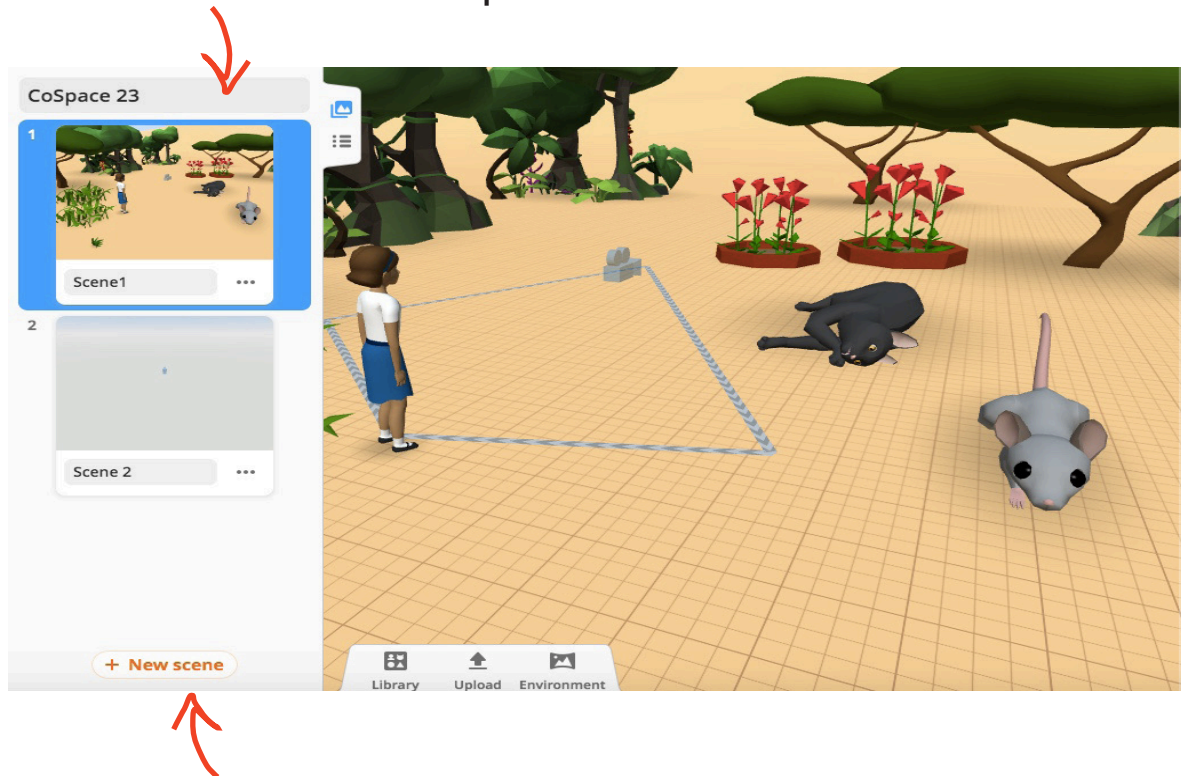 CoSpace 23
1
Scene1
2
Scene 2
+ New scene
Library
Upload
Environment